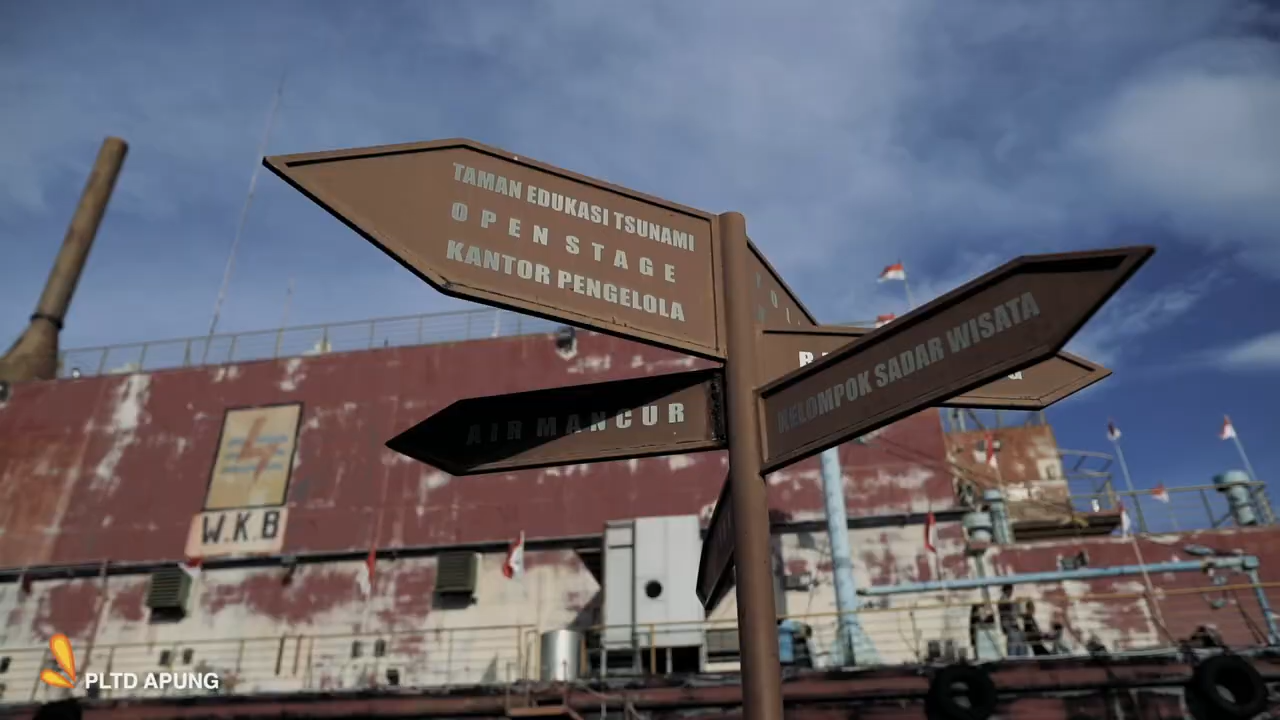 TAMAN EDUKASI TSUNAMI
OPEN STAGE
KANTOR PENGELOLA
AIR MANCUR
KELOMPOK SADAR WISATA
W.K.B
PLTD APUNG